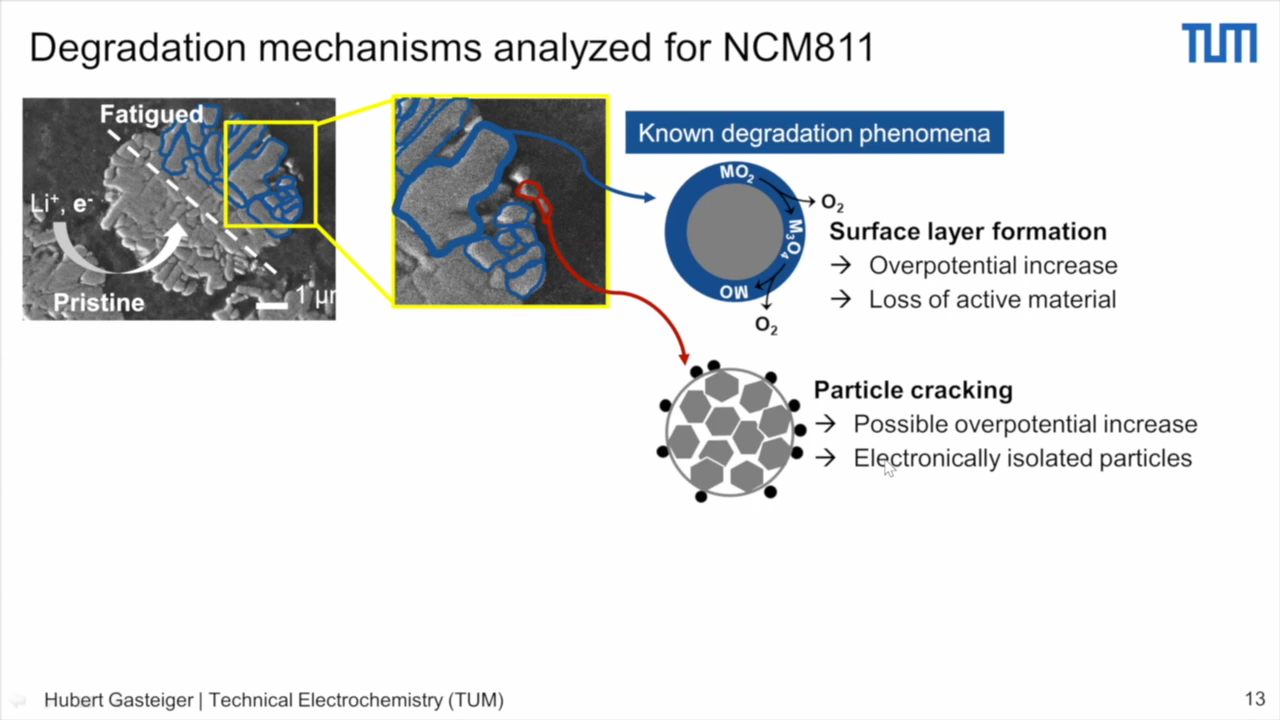 Degradation mechanisms analyzed for NCM811
TUM
Fatigued
Li⁺, e⁻
Pristine
1 μ
Known degradation phenomena
MO₂
O₂
M₃O₄
MO
O₂
Surface layer formation
→ Overpotential increase
→ Loss of active material
Particle cracking
→ Possible overpotential increase
→ Electronically isolated particles
Hubert Gasteiger | Technical Electrochemistry (TUM)
13